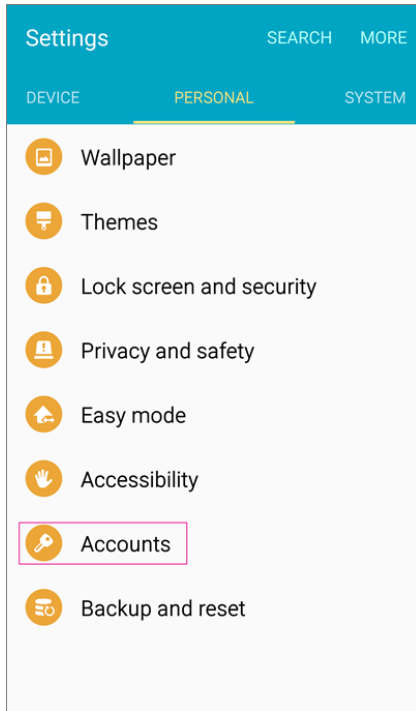 Settings SEARCH MORE
DEVICE PERSONAL SYSTEM
Wallpaper
Themes
Lock screen and security
Privacy and safety
Easy mode
Accessibility
Accounts
Backup and reset